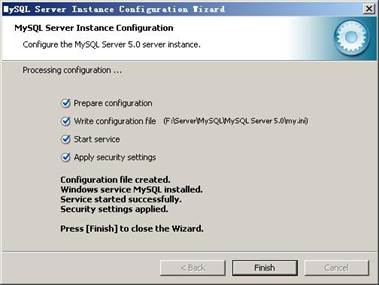 MySQL Server Instance Configuration Wizard
MySQL Server Instance Configuration
Configure the MySQL Server 5.0 server instance.
Processing configuration ...
Prepare configuration
Write configuration file (F:\Server\MySQL\MySQL Server 5.0\my.ini)
Start service
Apply security settings
Configuration file created.
Windows service MySQL installed.
Service started successfully.
Security settings applied.
Press [Finish] to close the Wizard.
< Back Finish Cancel